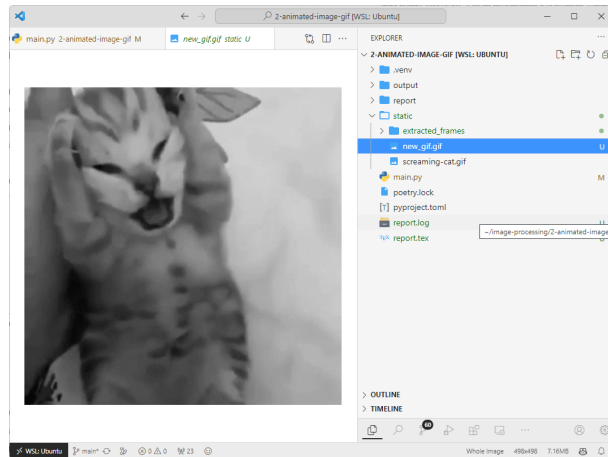 2-animated-image-gif [WSL: Ubuntu]
main.py 2-animated-image-gif M
new_gif.gif static U
EXPLORER
2-ANIMATED-IMAGE-GIF [WSL: UBUNTU]
.venv
output
report
static
extracted_frames
new_gif.gif U
screaming-cat.gif
main.py M
poetry.lock
[T] pyproject.toml
report.log U
~/image-processing/2-animated-image
TEX report.tex
OUTLINE
TIMELINE
60
WSL: Ubuntu main* 0 0 23 Whole Image 498x498 7.16MB